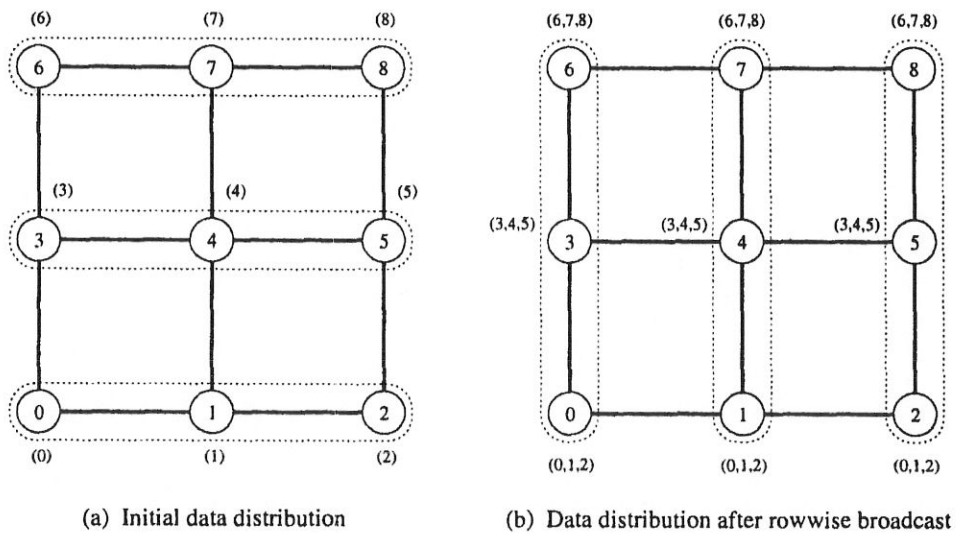 (6) (7) (8)
6 7 8
(3) (4) (5)
3 4 5
0 1 2
(0) (1) (2)
(a) Initial data distribution
(6,7,8) (6,7,8) (6,7,8)
6 7 8
(3,4,5) 3 (3,4,5) 4 (3,4,5) 5
0 1 2
(0,1,2) (0,1,2) (0,1,2)
(b) Data distribution after rowwise broadcast